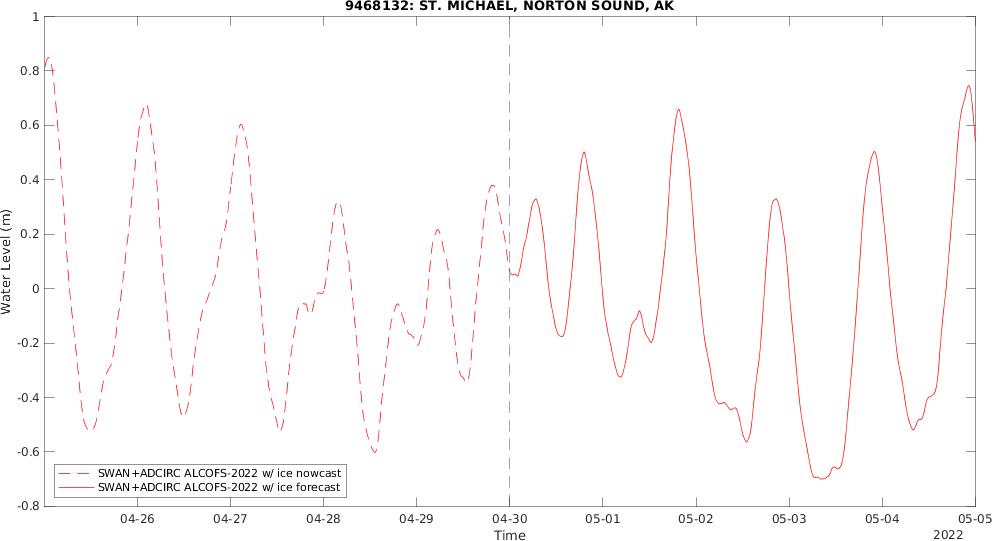 9468132: ST. MICHAEL, NORTON SOUND, AK
1
0.8
0.6
0.4
0.2
0
-0.2
-0.4
-0.6
-0.8
Water Level (m)
SWAN+ADCIRC ALCOFS-2022 w/ ice nowcast
SWAN+ADCIRC ALCOFS-2022 w/ ice forecast
04-26 04-27 04-28 04-29 04-30 05-01 05-02 05-03 05-04 05-05
Time
2022